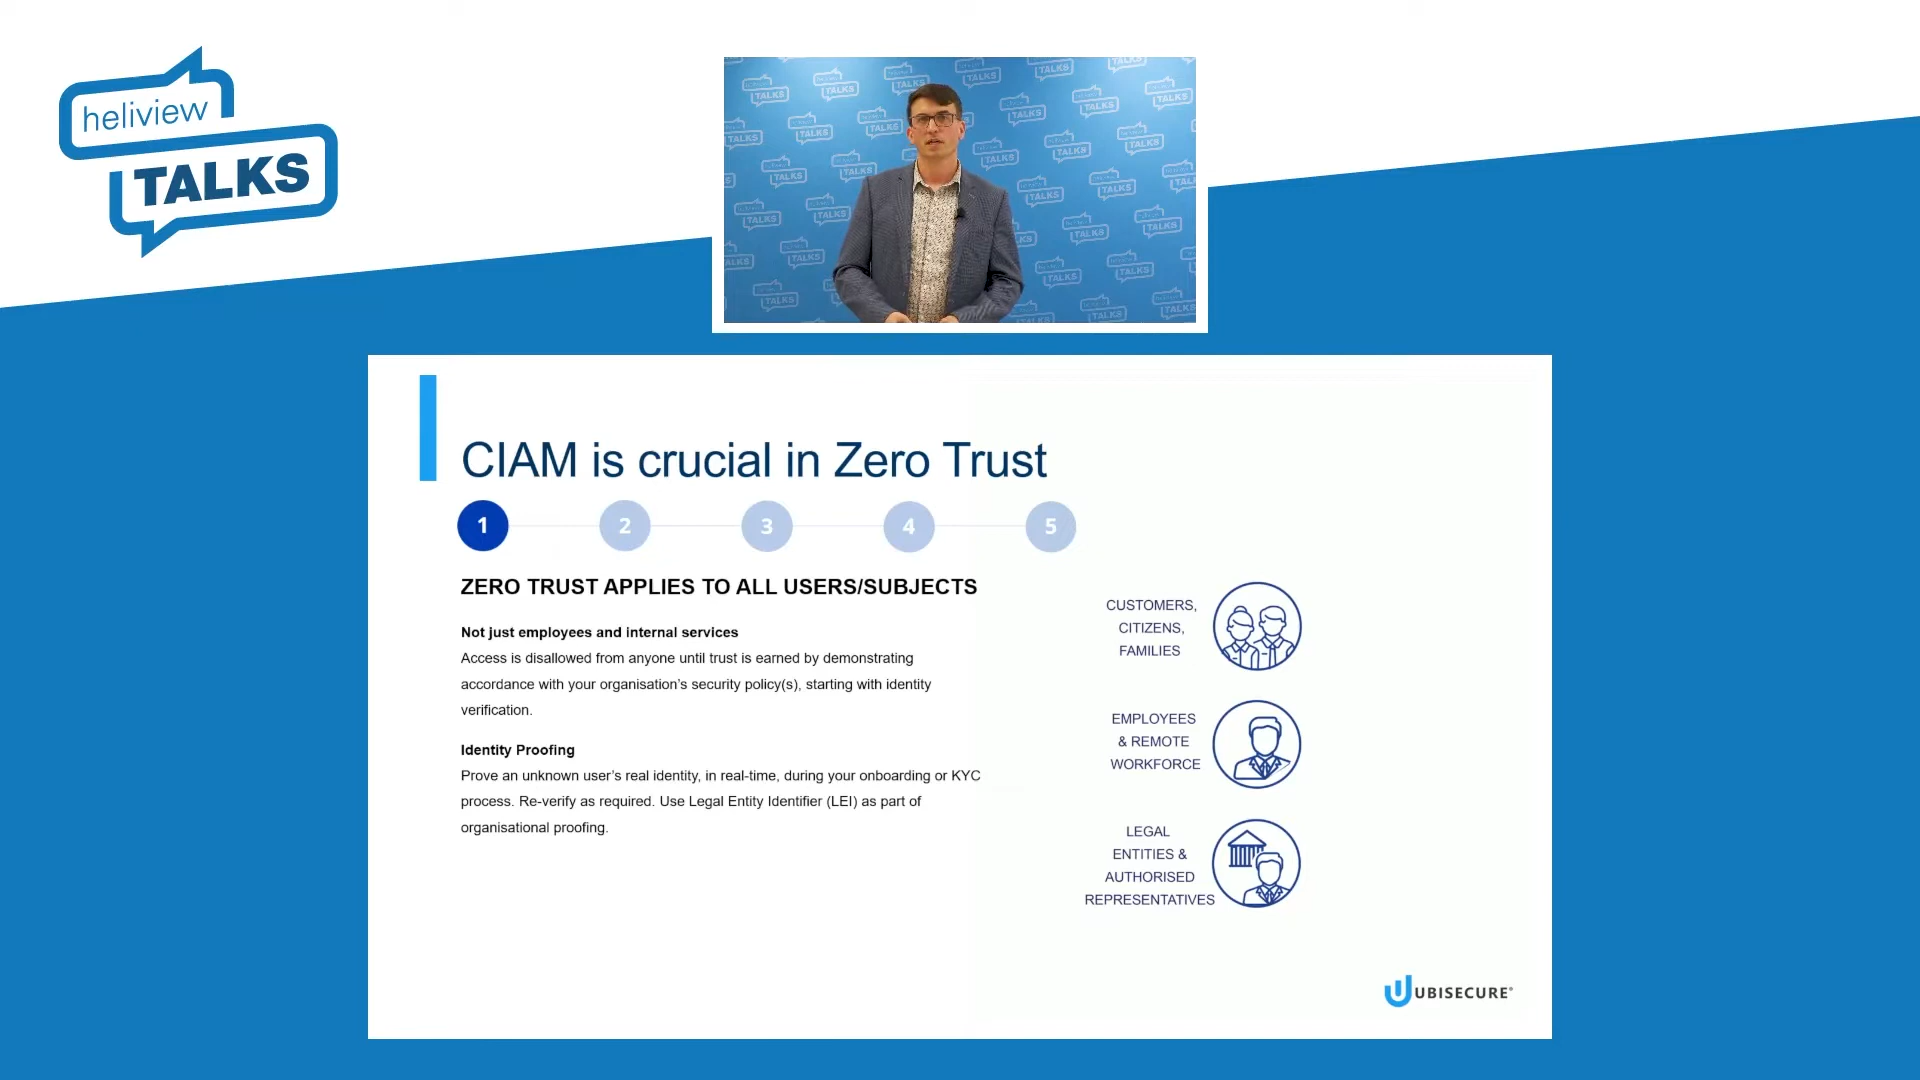 heliview
TALKS
CIAM is crucial in Zero Trust
1 2 3 4 5
ZERO TRUST APPLIES TO ALL USERS/SUBJECTS
Not just employees and internal services
Access is disallowed from anyone until trust is earned by demonstrating
accordance with your organisation's security policy(s), starting with identity
verification.
Identity Proofing
Prove an unknown user's real identity, in real-time, during your onboarding or KYC
process. Re-verify as required. Use Legal Entity Identifier (LEI) as part of
organisational proofing.
CUSTOMERS,
CITIZENS,
FAMILIES
EMPLOYEES
& REMOTE
WORKFORCE
LEGAL
ENTITIES &
AUTHORISED
REPRESENTATIVES
UBISECURE